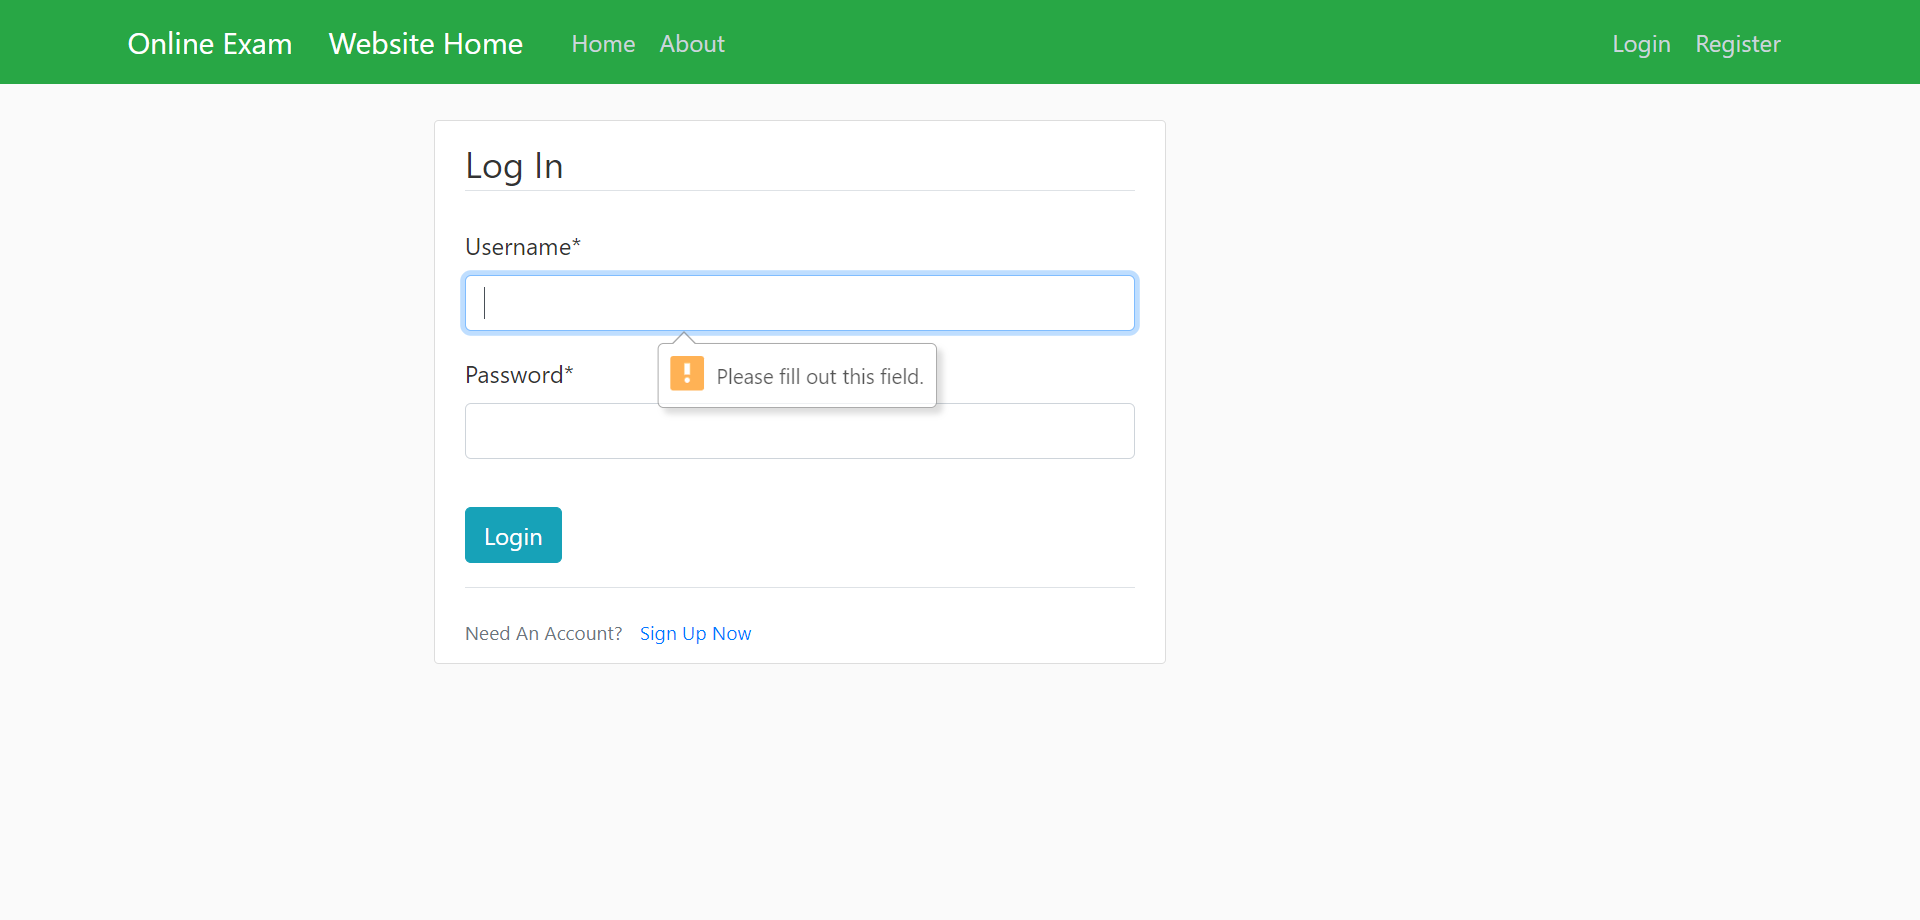 Online Exam Website Home Home About Login Register
Log In
Username*
Please fill out this field.
Password*
Login
Need An Account? Sign Up Now